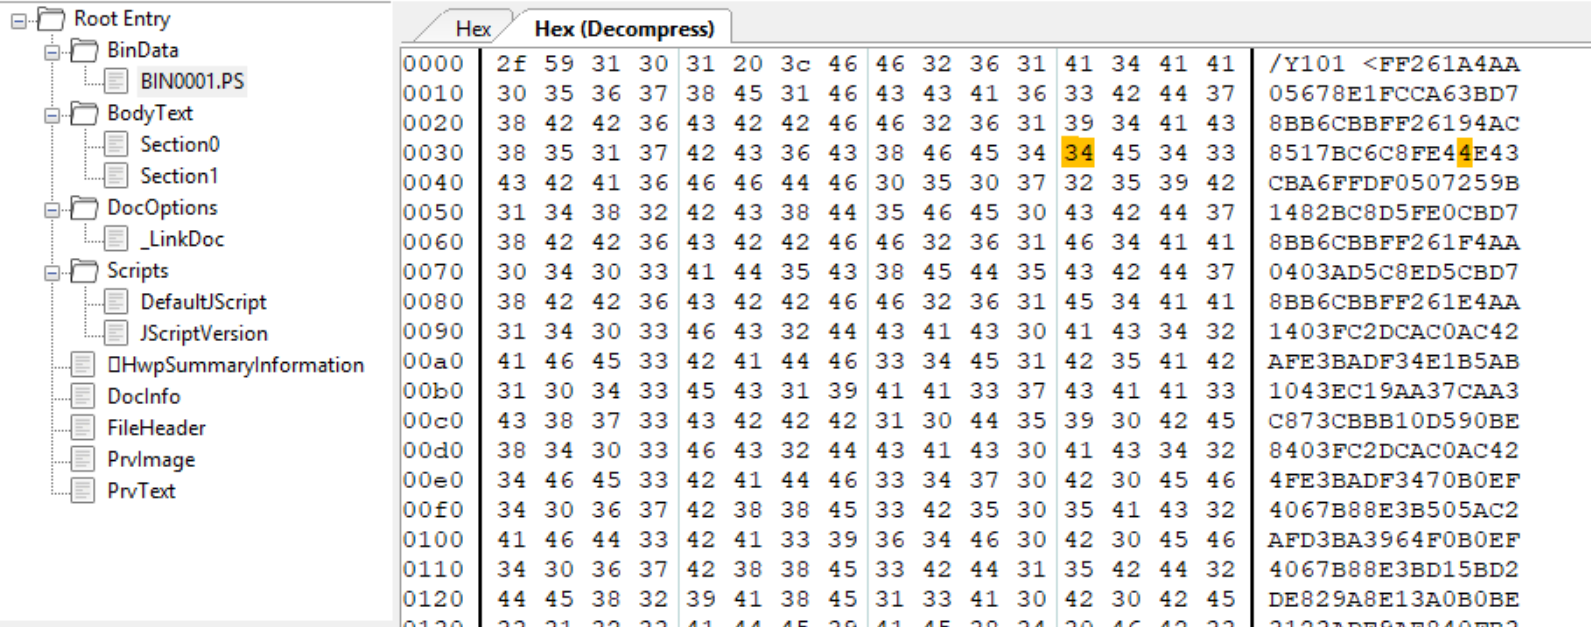 Root Entry
BinData
BIN0001.PS
BodyText
Section0
Section1
DocOptions
_LinkDoc
Scripts
DefaultJScript
JScriptVersion
HwpSummaryInformation
DocInfo
FileHeader
PrvImage
PrvText
Hex Hex (Decompress)
0000 2f 59 31 30 31 20 3c 46 46 32 36 31 41 34 41 41 /Y101 <FF261A4AA
0010 30 35 36 37 38 45 31 46 43 43 41 36 33 42 44 37 05678E1FCCA63BD7
0020 38 42 42 36 43 42 42 46 46 32 36 31 39 34 41 43 8BB6CBBFF26194AC
0030 38 35 31 37 42 43 36 43 38 46 45 34 34 45 34 33 8517BC6C8FE44E43
0040 43 42 41 36 46 46 44 46 30 35 30 37 32 35 39 42 CBA6FFDF0507259B
0050 31 34 38 32 42 43 38 44 35 46 45 30 43 42 44 37 1482BC8D5FE0CBD7
0060 38 42 42 36 43 42 42 46 46 32 36 31 46 34 41 41 8BB6CBBFF261F4AA
0070 30 34 30 33 41 44 35 43 38 45 44 35 43 42 44 37 0403AD5C8ED5CBD7
0080 38 42 42 36 43 42 42 46 46 32 36 31 45 34 41 41 8BB6CBBFF261E4AA
0090 31 34 30 33 46 43 32 44 43 41 43 30 41 43 34 32 1403FC2DCAC0AC42
00a0 41 46 45 33 42 41 44 46 33 34 45 31 42 35 41 42 AFE3BADF34E1B5AB
00b0 31 30 34 33 45 43 31 39 41 41 33 37 43 41 41 33 1043EC19AA37CAA3
00c0 43 38 37 33 43 42 42 42 31 30 44 35 39 30 42 45 C873CBBB10D590BE
00d0 38 34 30 33 46 43 32 44 43 41 43 30 41 43 34 32 8403FC2DCAC0AC42
00e0 34 46 45 33 42 41 44 46 33 34 37 30 42 30 45 46 4FE3BADF3470B0EF
00f0 34 30 36 37 42 38 38 45 33 42 35 30 35 41 43 32 4067B88E3B505AC2
0100 41 46 44 33 42 41 33 39 36 34 46 30 42 30 45 46 AFD3BA3964F0B0EF
0110 34 30 36 37 42 38 38 45 33 42 44 31 35 42 44 32 4067B88E3BD15BD2
0120 44 45 38 32 39 41 38 45 31 33 41 30 42 30 42 45 DE829A8E13A0B0BE